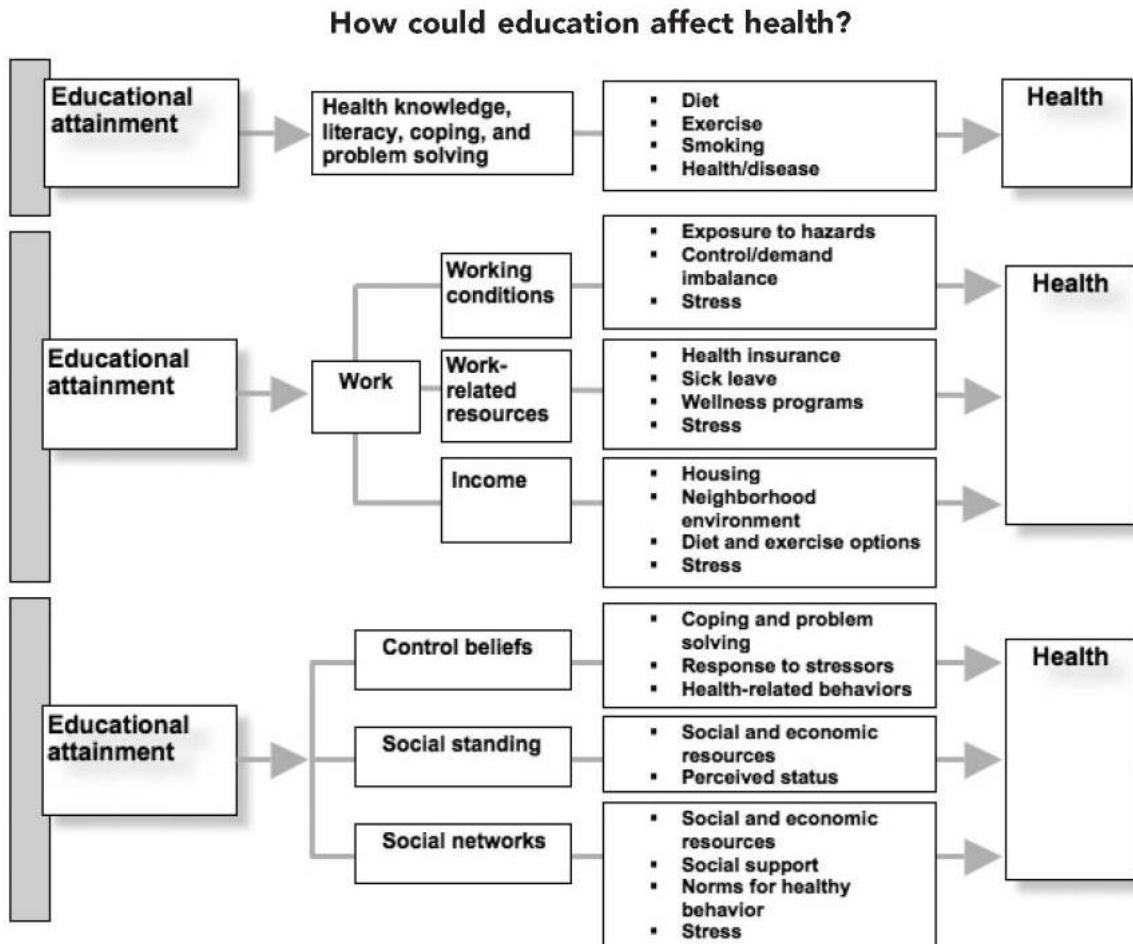 How could education affect health?
Educational
attainment
Health knowledge,
literacy, coping, and
problem solving
▪ Diet
▪ Exercise
▪ Smoking
▪ Health/disease
Health
Educational
attainment
Work
Working
conditions
▪ Exposure to hazards
▪ Control/demand
imbalance
▪ Stress
Work-
related
resources
▪ Health insurance
▪ Sick leave
▪ Wellness programs
▪ Stress
Income
▪ Housing
▪ Neighborhood
environment
▪ Diet and exercise options
▪ Stress
Health
Educational
attainment
Control beliefs
▪ Coping and problem
solving
▪ Response to stressors
▪ Health-related behaviors
Social standing
▪ Social and economic
resources
▪ Perceived status
Social networks
▪ Social and economic
resources
▪ Social support
▪ Norms for healthy
behavior
▪ Stress
Health